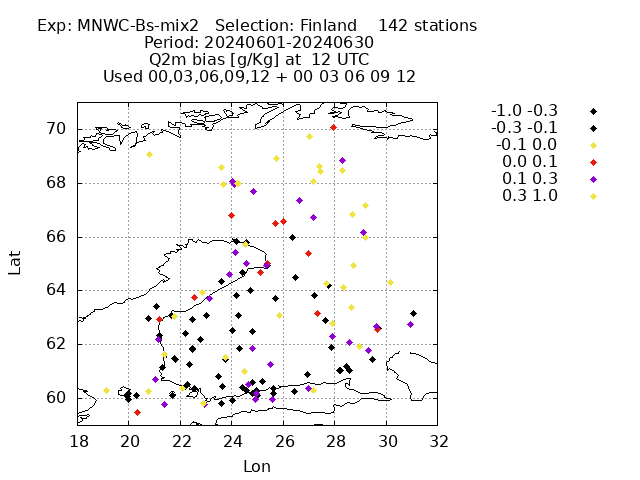 Exp: MNWC-Bs-mix2 Selection: Finland 142 stations
Period: 20240601-20240630
Q2m bias [g/Kg] at 12 UTC
Used 00,03,06,09,12 + 00 03 06 09 12
-1.0 -0.3
-0.3 -0.1
-0.1 0.0
0.0 0.1
0.1 0.3
0.3 1.0
70
68
66
64
62
60
Lat
18 20 22 24 26 28 30 32
Lon